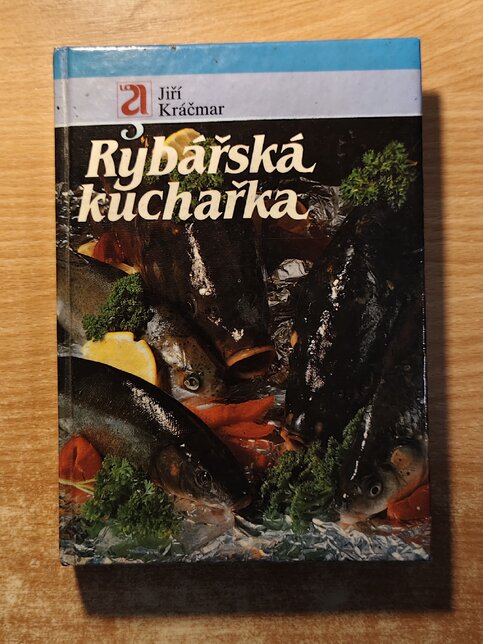 a
Jiří
Kráčmar
Rybářská
kuchařka